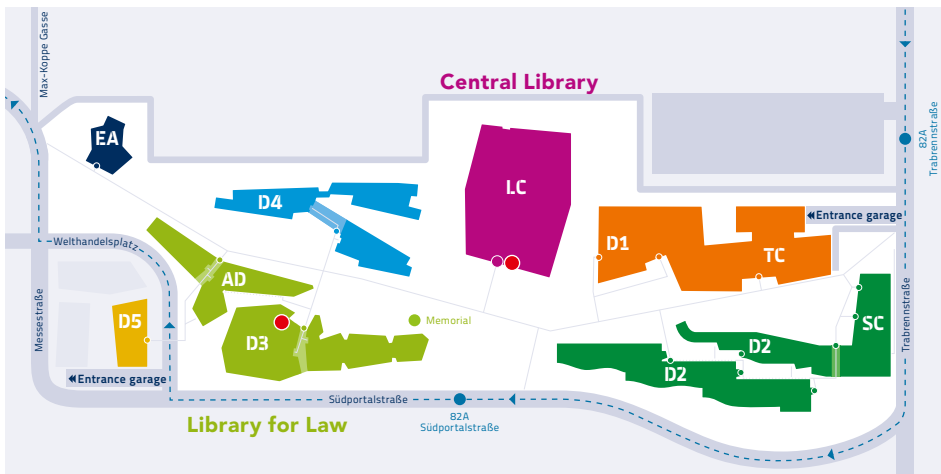 Max-Koppe Gasse
Central Library
82A
Trabrennstraße
EA
LC
D4
Entrance garage
Welthandelsplatz
D1
TC
AD
Messestraße
D5
Memorial
SC
Trabrennstraße
D3
D2
D2
Entrance garage
Südportalstraße
Library for Law
82A
Südportalstraße